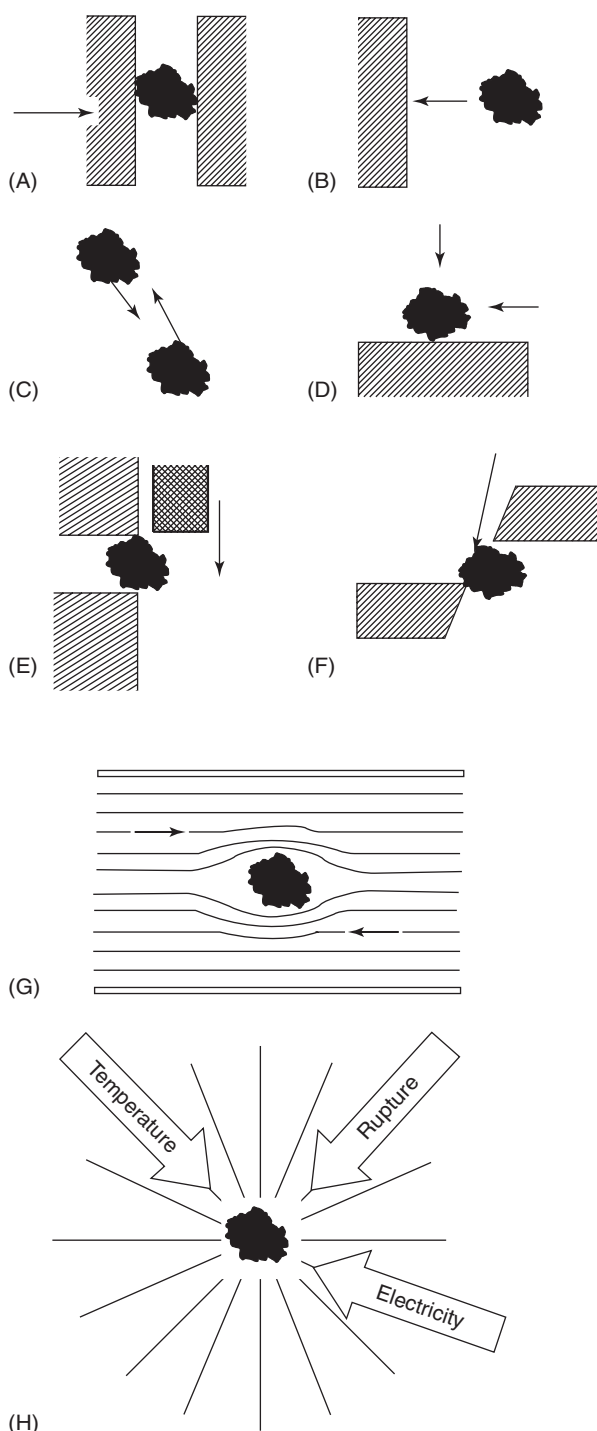 (A)
(B)
(C)
(D)
(E)
(F)
(G)
Temperature
Rupture
Electricity
(H)